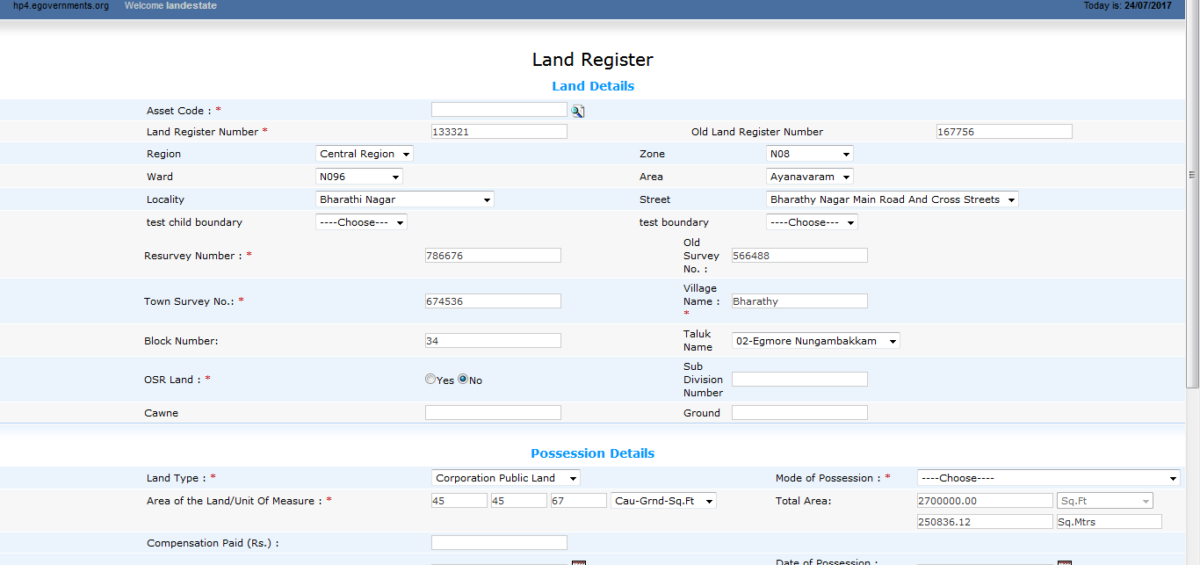 hp4.egovernments.org Welcome landestate Today is: 24/07/2017
Land Register
Land Details
Asset Code : *
Land Register Number * 133321 Old Land Register Number 167756
Region Central Region Zone N08
Ward N096 Area Ayanavaram
Locality Bharathi Nagar Street Bharathy Nagar Main Road And Cross Streets
test child boundary ----Choose--- test boundary ----Choose---
Resurvey Number : * 786676 Old Survey No. : 566488
Town Survey No.: * 674536 Village Name : * Bharathy
Block Number: 34 Taluk Name 02-Egmore Nungambakkam
OSR Land : * Yes No Sub Division Number
Cawne Ground
Possession Details
Land Type : * Corporation Public Land Mode of Possession : * ----Choose----
Area of the Land/Unit Of Measure : * 45 45 67 Cau-Grnd-Sq.Ft Total Area: 2700000.00 Sq.Ft
250836.12 Sq.Mtrs
Compensation Paid (Rs.) :
Date of Possession :